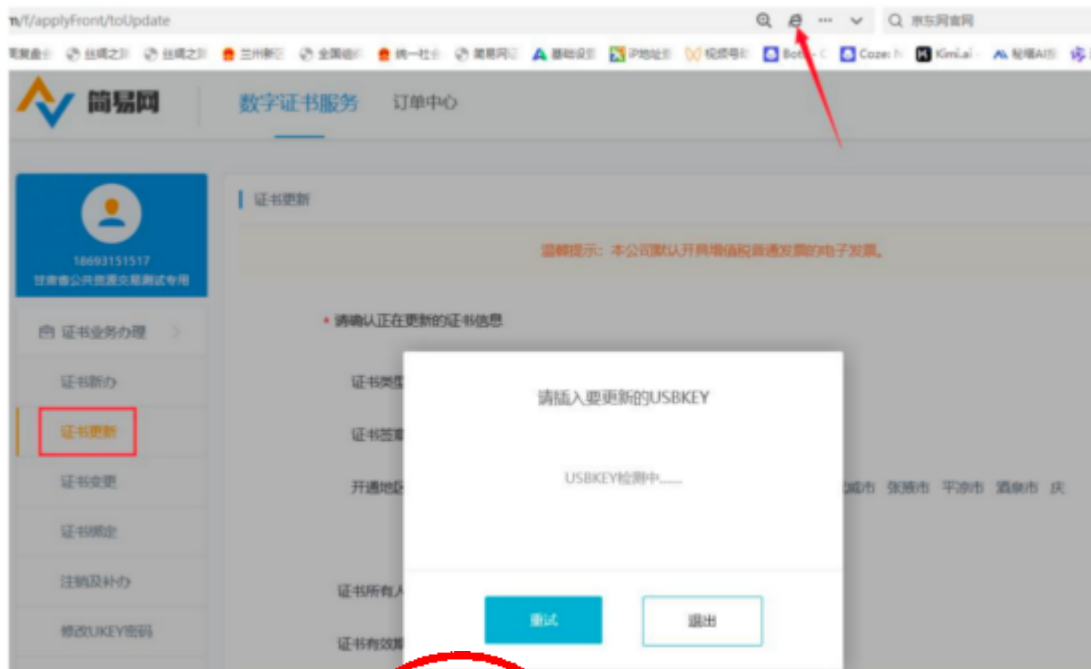 n/f/applyFront/toUpdate
京东网官网
简易网
数字证书服务 订单中心
18693151517
甘肃省公共资源交易测试专用
证书业务办理
证书新办
证书更新
证书变更
证书绑定
注销及补办
修改UKEY密码
证书更新
温馨提示：本公司默认开具增值税普通发票的电子发票。
* 请确认正在更新的证书信息
证书类型
证书签章
开通地区
威市 张掖市 平凉市 酒泉市 庆
证书所有人
证书有效期
请插入要更新的USBKEY
USBKEY检测中......
重试 退出